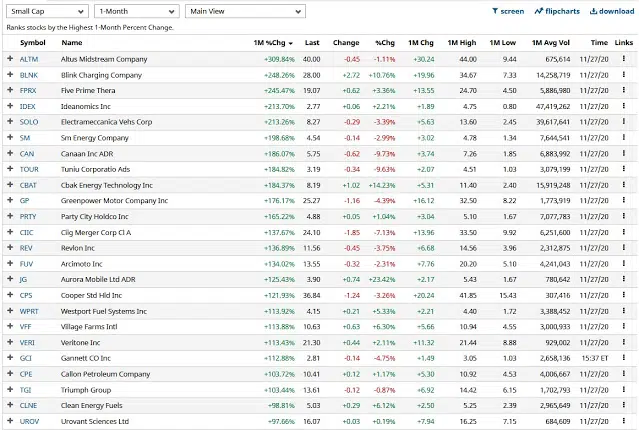 Small Cap 1-Month Main View screen flipcharts download
Ranks stocks by the Highest 1-Month Percent Change.
Symbol Name 1M %Chg Last Change %Chg 1M Chg 1M High 1M Low 1M Avg Vol Time Links
ALTM Altus Midstream Company +309.84% 40.00 -0.45 -1.11% +30.24 44.00 9.44 675,614 11/27/20
BLNK Blink Charging Company +248.26% 28.00 +2.72 +10.76% +19.96 34.67 7.33 14,258,719 11/27/20
FPRX Five Prime Thera +245.47% 19.07 +0.62 +3.36% +13.55 24.70 4.50 5,886,980 11/27/20
IDEX Ideanomics Inc +213.70% 2.77 +0.06 +2.21% +1.89 4.75 0.80 47,419,262 11/27/20
SOLO Electrameccanica Vehs Corp +213.26% 8.27 -0.29 -3.39% +5.63 13.60 2.45 39,617,641 11/27/20
SM Sm Energy Company +198.68% 4.54 -0.14 -2.99% +3.02 4.78 1.34 7,644,541 11/27/20
CAN Canaan Inc ADR +186.07% 5.75 -0.62 -9.73% +3.74 7.26 1.85 6,883,992 11/27/20
TOUR Tuniu Corporatio Ads +184.82% 3.19 -0.34 -9.63% +2.07 4.51 1.03 3,079,199 11/27/20
CBAT Cbak Energy Technology Inc +184.37% 8.19 +1.02 +14.23% +5.31 11.40 2.40 15,919,248 11/27/20
GP Greenpower Motor Company Inc +176.17% 25.27 -1.16 -4.39% +16.12 32.50 8.22 1,773,919 11/27/20
PRTY Party City Holdco Inc +165.22% 4.88 +0.05 +1.04% +3.04 5.10 1.67 7,077,783 11/27/20
CIIC Ciig Merger Corp Cl A +137.67% 24.10 -1.85 -7.13% +13.96 33.50 9.92 6,251,600 11/27/20
REV Revlon Inc +136.89% 11.56 -0.45 -3.75% +6.68 14.56 3.96 2,312,875 11/27/20
FUV Arcimoto Inc +134.02% 13.55 -0.32 -2.31% +7.76 20.20 5.10 4,241,043 11/27/20
JG Aurora Mobile Ltd ADR +125.43% 3.90 +0.74 +23.42% +2.17 5.43 1.67 780,642 11/27/20
CPS Cooper Std Hld Inc +121.93% 36.84 -1.24 -3.26% +20.24 41.85 15.43 307,416 11/27/20
WPRT Westport Fuel Systems Inc +113.92% 4.15 +0.21 +5.33% +2.21 4.40 1.72 3,388,452 11/27/20
VFF Village Farms Intl +113.88% 10.63 +0.63 +6.30% +5.66 10.94 4.55 3,000,933 11/27/20
VERI Veritone Inc +113.43% 21.30 +0.44 +2.11% +11.32 21.44 8.88 929,002 11/27/20
GCI Gannett CO Inc +112.88% 2.81 -0.14 -4.75% +1.49 3.05 1.03 2,658,136 15:37 ET
CPE Callon Petroleum Company +103.72% 10.41 +0.12 +1.17% +5.30 10.92 4.53 4,006,667 11/27/20
TGI Triumph Group +103.44% 13.61 -0.12 -0.87% +6.92 14.42 6.15 1,702,793 11/27/20
CLNE Clean Energy Fuels +98.81% 5.03 +0.29 +6.12% +2.50 5.25 2.39 2,965,649 11/27/20
UROV Urovant Sciences Ltd +97.66% 16.07 +0.03 +0.19% +7.94 16.25 7.15 684,609 11/27/20